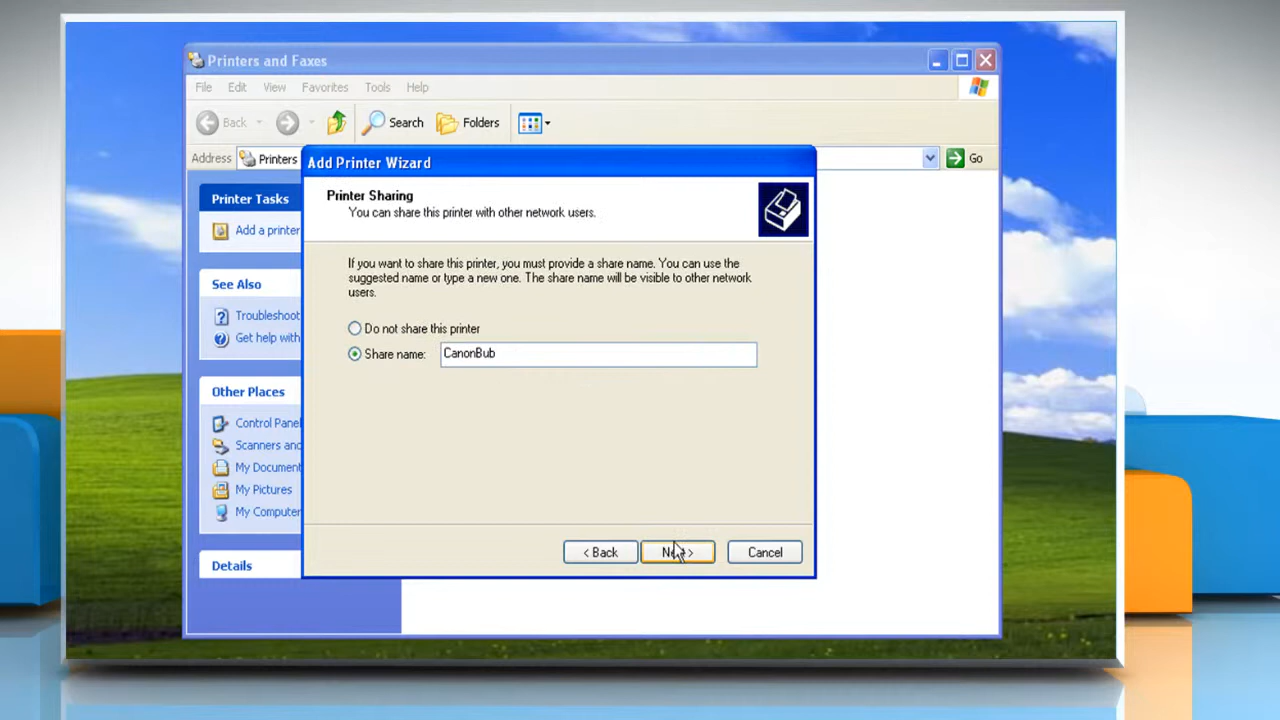 Printers and Faxes
File Edit View Favorites Tools Help
Back Search Folders
Address Printers Go
Add Printer Wizard
Printer Sharing
You can share this printer with other network users.
Printer Tasks
Add a printer
See Also
Troubleshoot
Get help with
Other Places
Control Panel
Scanners and
My Document
My Pictures
My Computer
Details
If you want to share this printer, you must provide a share name. You can use the
suggested name or type a new one. The share name will be visible to other network
users.
Do not share this printer
Share name: CanonBub
< Back Next > Cancel